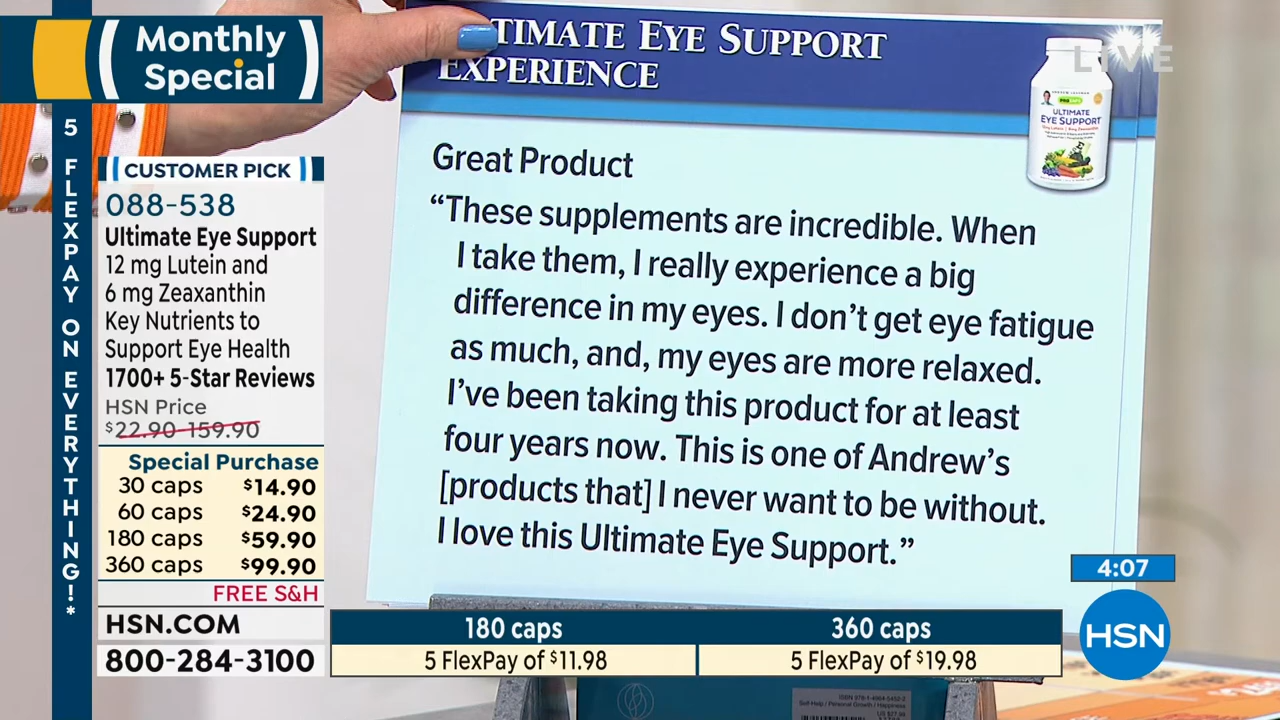 Monthly
Special
5 FLEXPAY ON EVERYTHING!*
CUSTOMER PICK
088-538
Ultimate Eye Support
12 mg Lutein and
6 mg Zeaxanthin
Key Nutrients to
Support Eye Health
1700+ 5-Star Reviews
HSN Price
$22.90-159.90
Special Purchase
30 caps $14.90
60 caps $24.90
180 caps $59.90
360 caps $99.90
FREE S&H
HSN.COM
800-284-3100
TIMATE EYE SUPPORT
EXPERIENCE
LIVE
ULTIMATE
EYE SUPPORT
Great Product
“These supplements are incredible. When
I take them, I really experience a big
difference in my eyes. I don’t get eye fatigue
as much, and, my eyes are more relaxed.
I’ve been taking this product for at least
four years now. This is one of Andrew’s
[products that] I never want to be without.
I love this Ultimate Eye Support.”
4:07
HSN
180 caps 360 caps
5 FlexPay of $11.98 5 FlexPay of $19.98
Self Help / Personal Growth / Happiness